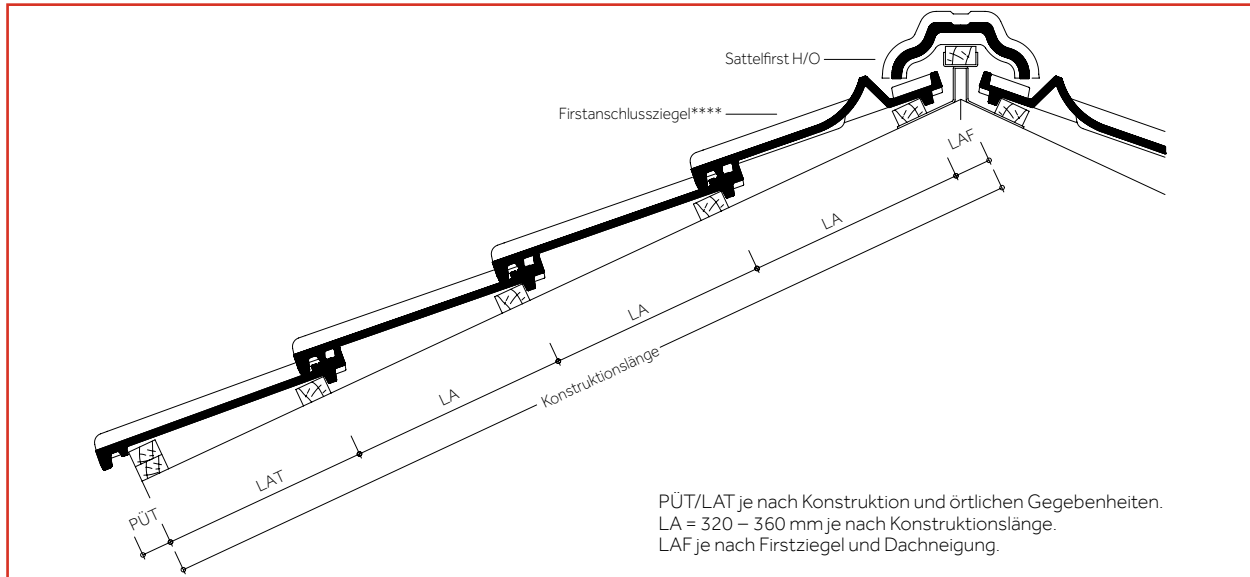 Sattelfirst H/O
Firstanschlussziegel****
LAF
LA
LA
LA
Konstruktionslänge
LAT
PÜT
PÜT/LAT je nach Konstruktion und örtlichen Gegebenheiten.
LA = 320 – 360 mm je nach Konstruktionslänge.
LAF je nach Firstziegel und Dachneigung.